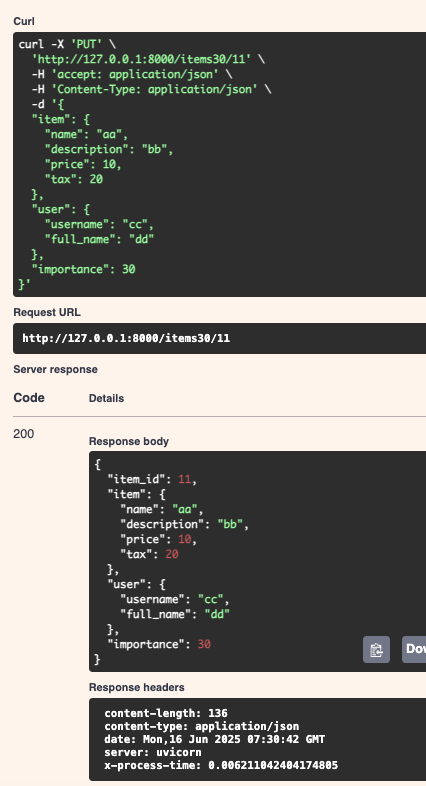 Curl
curl -X 'PUT' \
  'http://127.0.0.1:8000/items30/11' \
  -H 'accept: application/json' \
  -H 'Content-Type: application/json' \
  -d '{
  "item": {
    "name": "aa",
    "description": "bb",
    "price": 10,
    "tax": 20
  },
  "user": {
    "username": "cc",
    "full_name": "dd"
  },
  "importance": 30
}'
Request URL
http://127.0.0.1:8000/items30/11
Server response
Code Details
200
Response body
{
  "item_id": 11,
  "item": {
    "name": "aa",
    "description": "bb",
    "price": 10,
    "tax": 20
  },
  "user": {
    "username": "cc",
    "full_name": "dd"
  },
  "importance": 30
}
Dow
Response headers
content-length: 136
content-type: application/json
date: Mon,16 Jun 2025 07:30:42 GMT
server: uvicorn
x-process-time: 0.006211042404174805